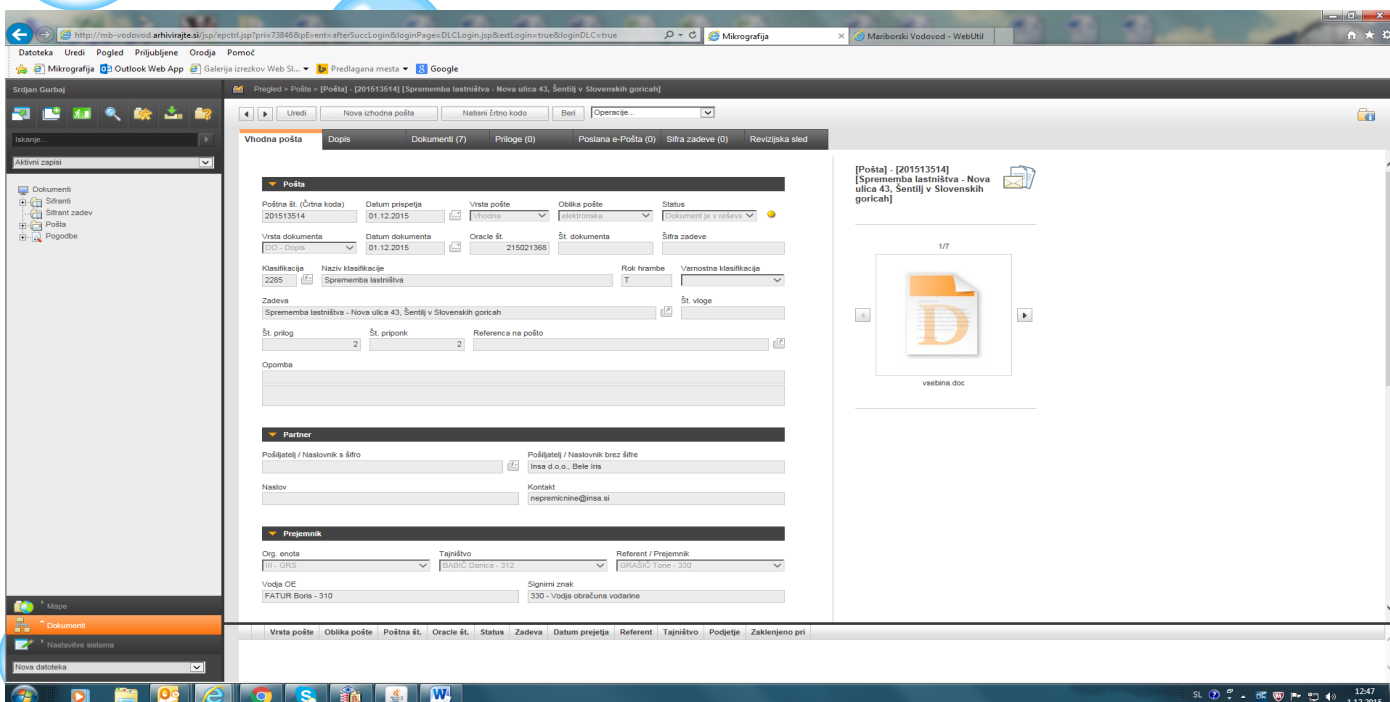 http://mb-vodovod.arhivirajte.si/jsp/epctrl.jsp?pri=73846&pEvent=afterSuccLogin&loginPage=DLCLogin.jsp&extLogin=true&loginDLC=true
Mikrografija
Mariborski Vodovod - WebUtil
Datoteka Uredi Pogled Priljubljene Orodja Pomoč
Mikrografija Outlook Web App Galerija izrezkov Web Sl... Predlagana mesta Google
Srdjan Gurbaj
Pregled > Pošta > [Pošta] - [201513514] [Sprememba lastništva - Nova ulica 43, Šentilj v Slovenskih goricah]
Uredi Nova izhodna pošta Natisni črtno kodo Beri Operacije...
Iskanje...
Vhodna pošta Dopis Dokumenti (7) Priloge (0) Poslana e-Pošta (0) Šifra zadeve (0) Revizijska sled
Aktivni zapisi
Dokumenti
Šifranti
Šifrant zadev
Pošta
Pogodbe
Pošta
Poštna št. (Črtna koda) Datum prispetja Vrsta pošte Oblika pošte Status
201513514 01.12.2015 Vhodna elektronska Dokument je v reševa
Vrsta dokumenta Datum dokumenta Oracle št. Št. dokumenta Šifra zadeve
DO - Dopis 01.12.2015 215021368
Klasifikacija Naziv klasifikacije Rok hrambe Varnostna klasifikacija
2285 Sprememba lastništva T
Zadeva Št. vloge
Sprememba lastništva - Nova ulica 43, Šentilj v Slovenskih goricah
Št. prilog Št. priponk Referenca na pošto
2 2
Opomba
Partner
Pošiljatelj / Naslovnik s šifro Pošiljatelj / Naslovnik brez šifre
Insa d.o.o., Bele Iris
Naslov Kontakt
nepremicnine@insa.si
Prejemnik
Org. enota Tajništvo Referent / Prejemnik
III - GRS BABIČ Danica - 312 GRAŠIČ Tone - 330
Vodja OE Signirni znak
FATUR Boris - 310 330 - Vodja obračuna vodarine
[Pošta] - [201513514]
[Sprememba lastništva - Nova
ulica 43, Šentilj v Slovenskih
goricah]
1/7
D
vsebina.doc
Mape
Dokumenti
Nastavitve sistema
Nova datoteka
Vrsta pošte Oblika pošte Poštna št. Oracle št. Status Zadeva Datum prejetja Referent Tajništvo Podjetje Zaklenjeno pri
SL
12:47
1.12.2015